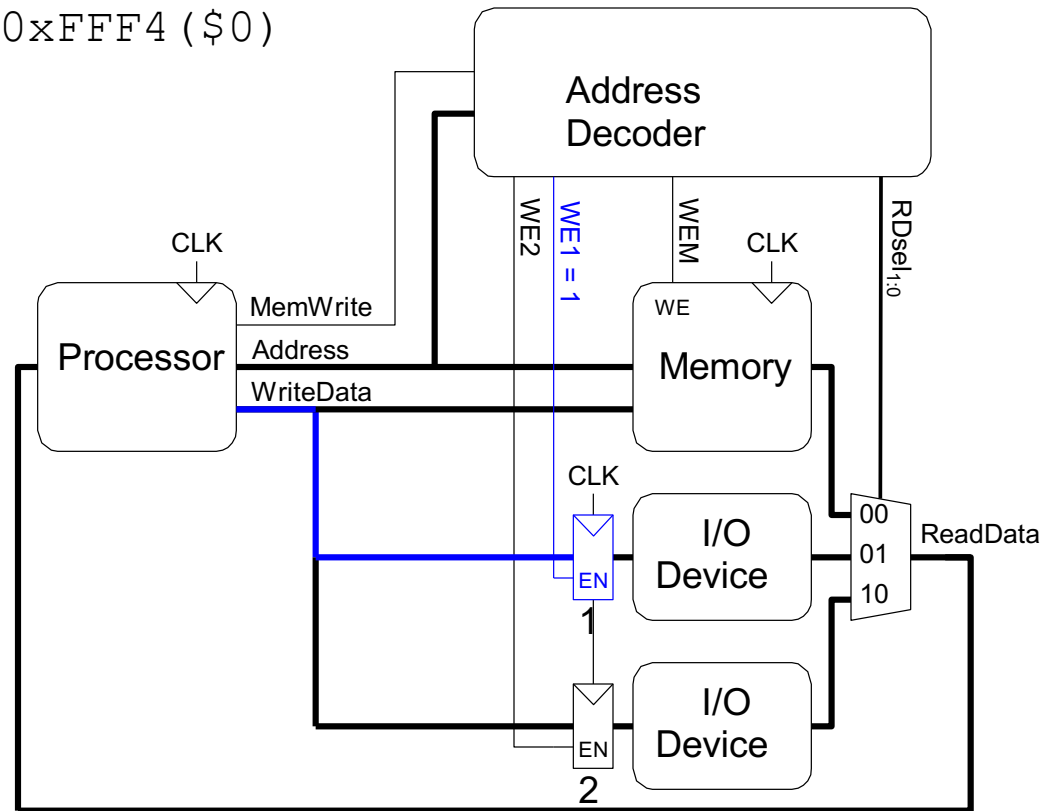 0xFFF4($0)
Address
Decoder
WE2
WE1 = 1
WEM
RDsel1:0
CLK
CLK
MemWrite
WE
Processor
Address
Memory
WriteData
CLK
I/O
Device
00
01
10
ReadData
EN
1
I/O
Device
EN
2